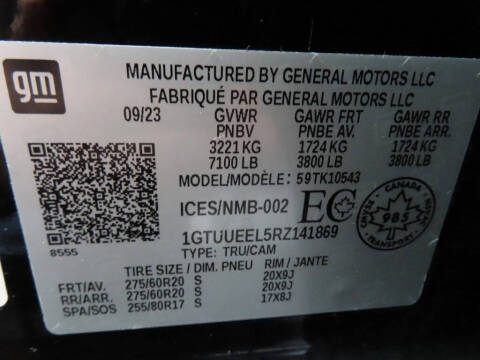 gm
MANUFACTURED BY GENERAL MOTORS LLC
FABRIQUÉ PAR GENERAL MOTORS LLC
09/23 GVWR GAWR FRT GAWR RR
PNBV PNBE AV. PNBE ARR.
3221 KG 1724 KG 1724 KG
7100 LB 3800 LB 3800 LB
MODEL/MODÈLE: 59TK10543
ICES/NMB-002 EC
CANADA
985
1GTUUEEL5RZ141869
8555
TYPE: TRU/CAM
TIRE SIZE / DIM. PNEU RIM / JANTE
FRT/AV. 275/60R20 S 20X9J
RR/ARR. 275/60R20 S 20X9J
SPA/SOS 255/80R17 S 17X8J